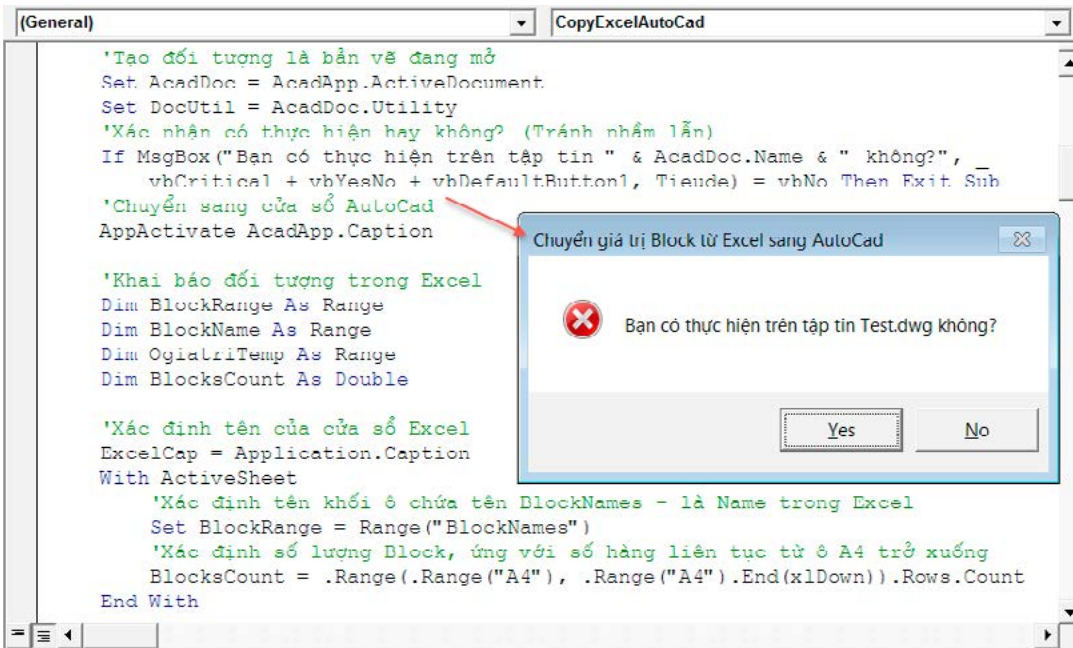 (General)
CopyExcelAutoCad
'Tạo đối tượng là bản vẽ đang mở
Set AcadDoc = AcadApp.ActiveDocument
Set DocUtil = AcadDoc.Utility
'Xác nhận có thực hiện hay không? (Tránh nhầm lẫn)
If MsgBox("Bạn có thực hiện trên tập tin " & AcadDoc.Name & " không?", _
vbCritical + vbYesNo + vbDefaultButton1, Tieude) = vbNo Then Exit Sub
'Chuyển sang cửa sổ AutoCad
AppActivate AcadApp.Caption
'Khai báo đối tượng trong Excel
Dim BlockRange As Range
Dim BlockName As Range
Dim OgiatriTemp As Range
Dim BlocksCount As Double
'Xác định tên của cửa sổ Excel
ExcelCap = Application.Caption
With ActiveSheet
'Xác định tên khối ô chứa tên BlockNames - là Name trong Excel
Set BlockRange = Range("BlockNames")
'Xác định số lượng Block, ứng với số hàng liên tục từ ô A4 trở xuống
BlocksCount = .Range(.Range("A4"), .Range("A4").End(xlDown)).Rows.Count
End With
Chuyển giá trị Block từ Excel sang AutoCad
Bạn có thực hiện trên tập tin Test.dwg không?
Yes
No